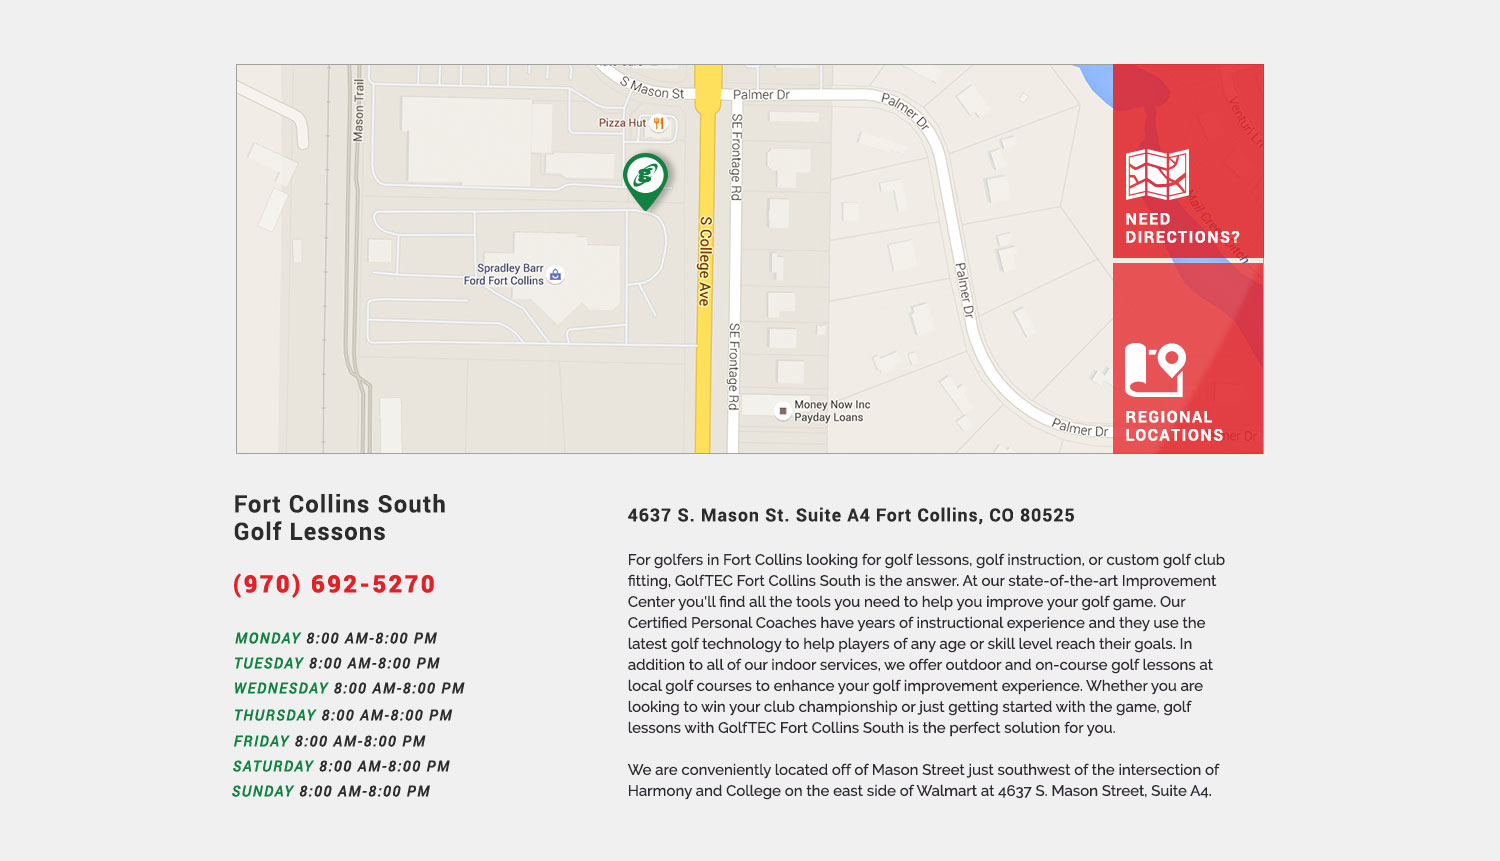 S Mason St
Palmer Dr
Palmer Dr
Mason Trail
Pizza Hut
SE Frontage Rd
g
S College Ave
Spradley Barr
Ford Fort Collins
Palmer Dr
SE Frontage Rd
Money Now Inc
Payday Loans
Palmer Dr
NEED
DIRECTIONS?
REGIONAL
LOCATIONS
Fort Collins South
Golf Lessons
(970) 692-5270
MONDAY 8:00 AM-8:00 PM
TUESDAY 8:00 AM-8:00 PM
WEDNESDAY 8:00 AM-8:00 PM
THURSDAY 8:00 AM-8:00 PM
FRIDAY 8:00 AM-8:00 PM
SATURDAY 8:00 AM-8:00 PM
SUNDAY 8:00 AM-8:00 PM
4637 S. Mason St. Suite A4 Fort Collins, CO 80525
For golfers in Fort Collins looking for golf lessons, golf instruction, or custom golf club
fitting, GolfTEC Fort Collins South is the answer. At our state-of-the-art Improvement
Center you'll find all the tools you need to help you improve your golf game. Our
Certified Personal Coaches have years of instructional experience and they use the
latest golf technology to help players of any age or skill level reach their goals. In
addition to all of our indoor services, we offer outdoor and on-course golf lessons at
local golf courses to enhance your golf improvement experience. Whether you are
looking to win your club championship or just getting started with the game, golf
lessons with GolfTEC Fort Collins South is the perfect solution for you.
We are conveniently located off of Mason Street just southwest of the intersection of
Harmony and College on the east side of Walmart at 4637 S. Mason Street, Suite A4.